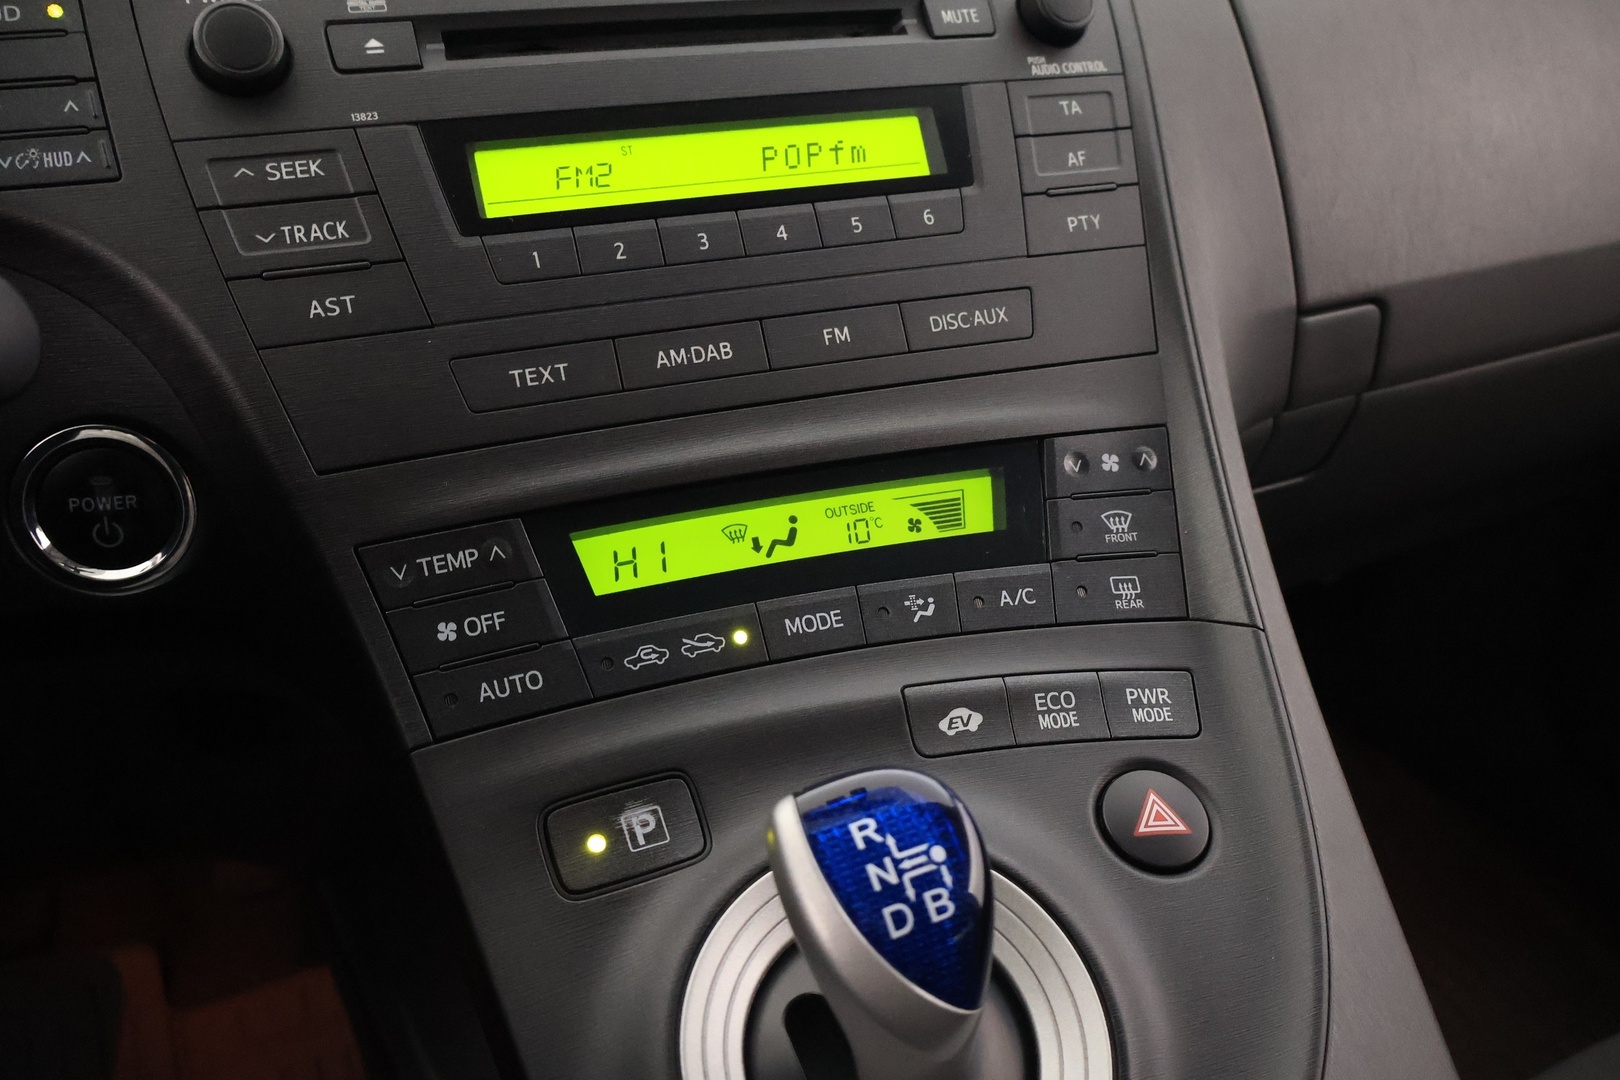 MUTE
PUSH
AUDIO CONTROL
13823
HUD
SEEK
TRACK
AST
ST
FM2 POPfm
1 2 3 4 5 6
TA
AF
PTY
TEXT
AM·DAB
FM
DISC·AUX
POWER
TEMP
OFF
AUTO
HI
OUTSIDE
10°C
MODE
A/C
FRONT
REAR
EV
ECO
MODE
PWR
MODE
P
R
N
D B